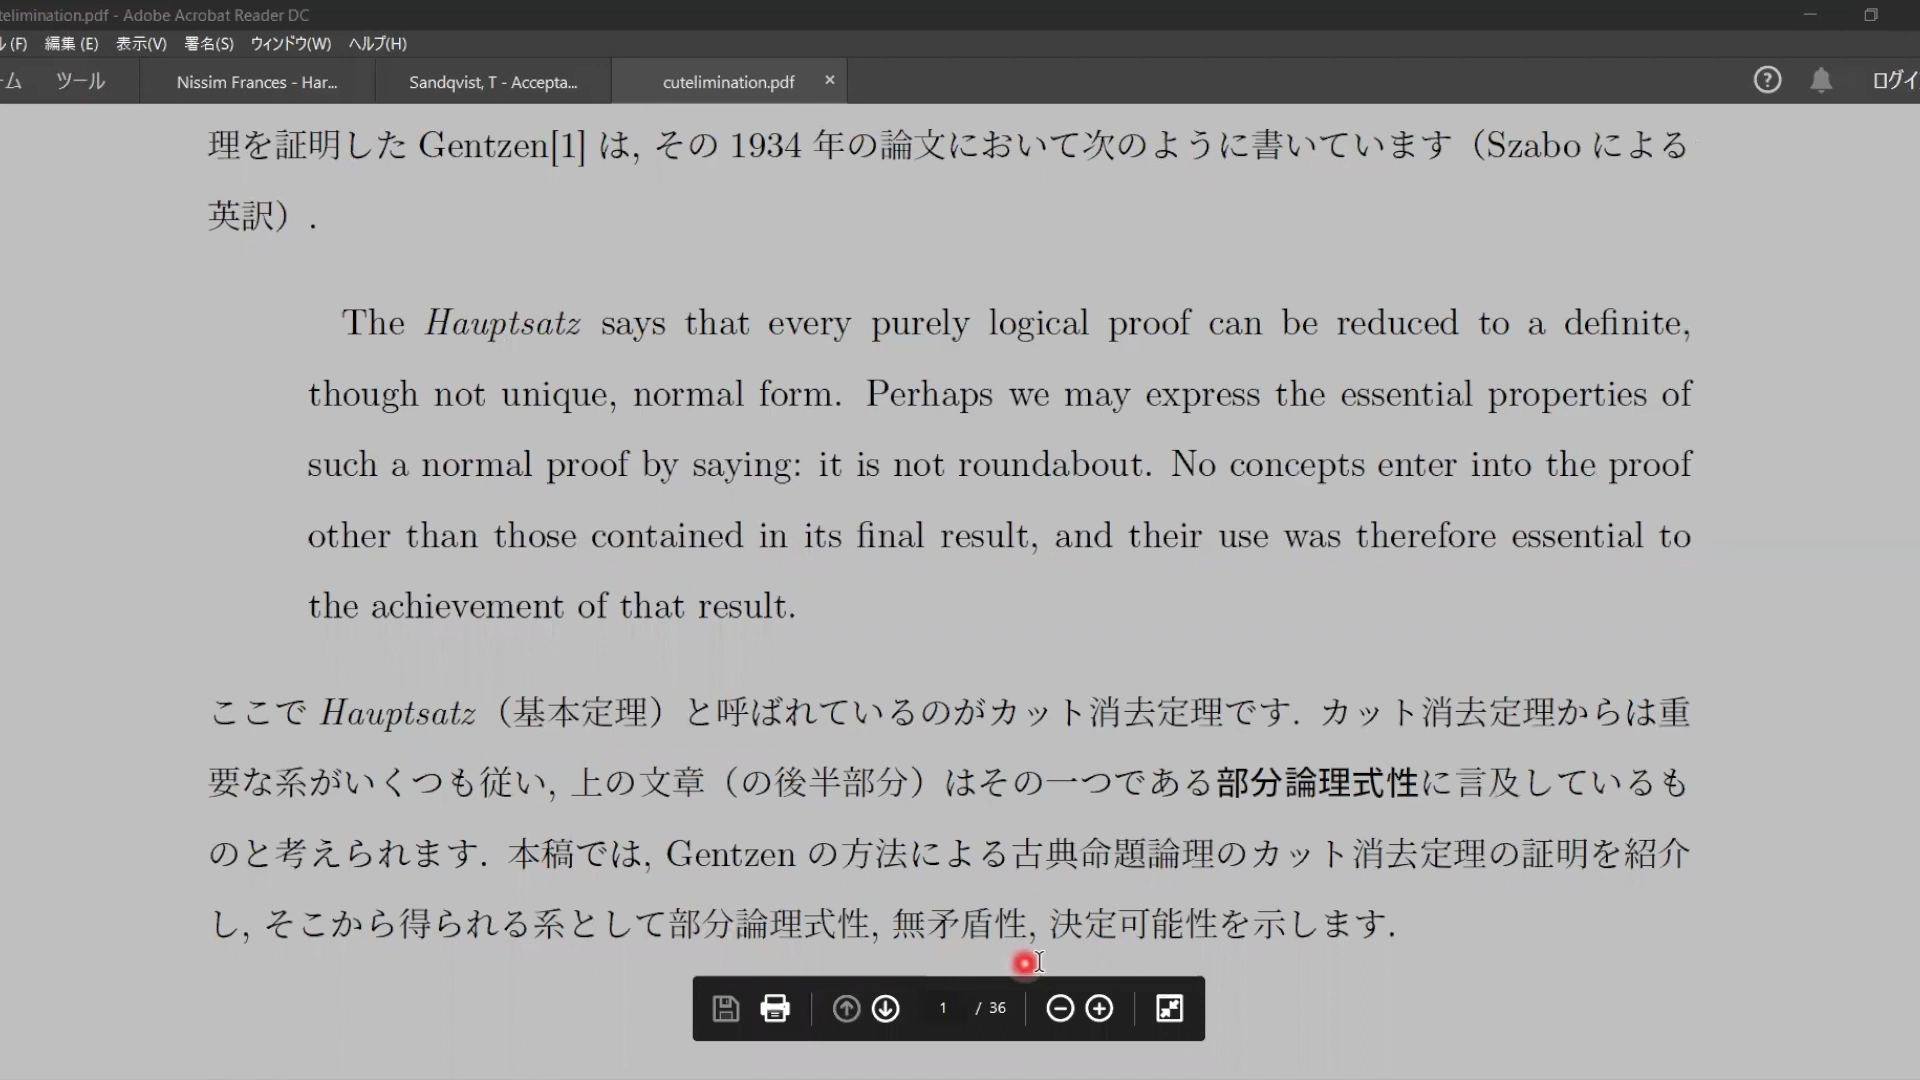 telimination.pdf - Adobe Acrobat Reader DC
ル(F) 編集(E) 表示(V) 署名(S) ウィンドウ(W) ヘルプ(H)
ーム ツール Nissim Frances - Har... Sandqvist, T - Accepta... cutelimination.pdf × ? ログイ
理を証明した Gentzen[1] は, その 1934 年の論文において次のように書いています（Szabo による
英訳）.
The Hauptsatz says that every purely logical proof can be reduced to a definite,
though not unique, normal form. Perhaps we may express the essential properties of
such a normal proof by saying: it is not roundabout. No concepts enter into the proof
other than those contained in its final result, and their use was therefore essential to
the achievement of that result.
ここで Hauptsatz（基本定理）と呼ばれているのがカット消去定理です. カット消去定理からは重
要な系がいくつも従い, 上の文章（の後半部分）はその一つである部分論理式性に言及しているも
のと考えられます. 本稿では, Gentzen の方法による古典命題論理のカット消去定理の証明を紹介
し, そこから得られる系として部分論理式性, 無矛盾性, 決定可能性を示します.
1 / 36